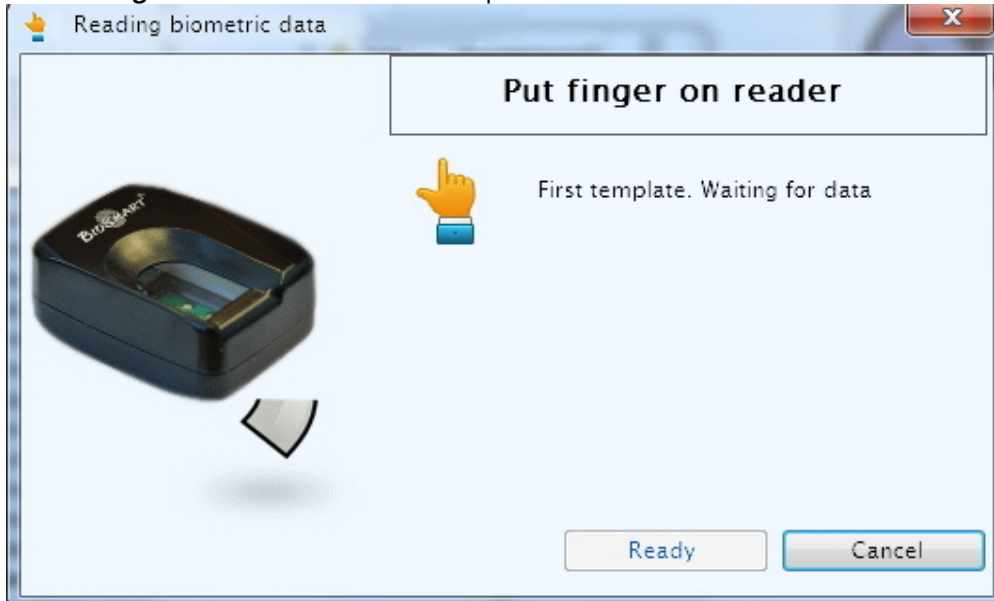 Reading biometric data
Put finger on reader
BIOSMART
First template. Waiting for data
Ready
Cancel